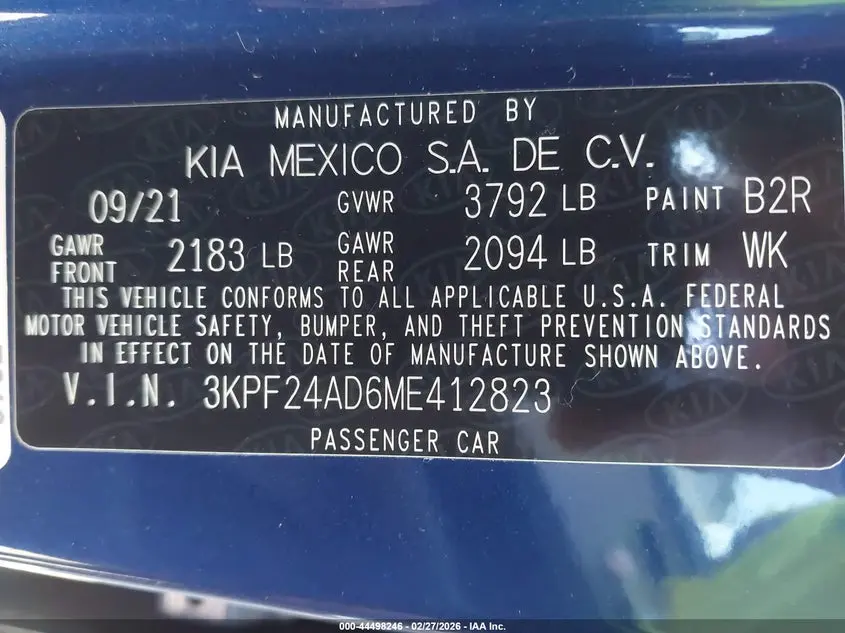 MANUFACTURED BY
KIA MEXICO S.A. DE C.V.
09/21 GVWR 3792 LB PAINT B2R
GAWR FRONT 2183 LB GAWR REAR 2094 LB TRIM WK
THIS VEHICLE CONFORMS TO ALL APPLICABLE U.S.A. FEDERAL
MOTOR VEHICLE SAFETY, BUMPER, AND THEFT PREVENTION STANDARDS
IN EFFECT ON THE DATE OF MANUFACTURE SHOWN ABOVE.
V.I.N. 3KPF24AD6ME412823
PASSENGER CAR
000-44498246 - 02/27/2026 - IAA Inc.